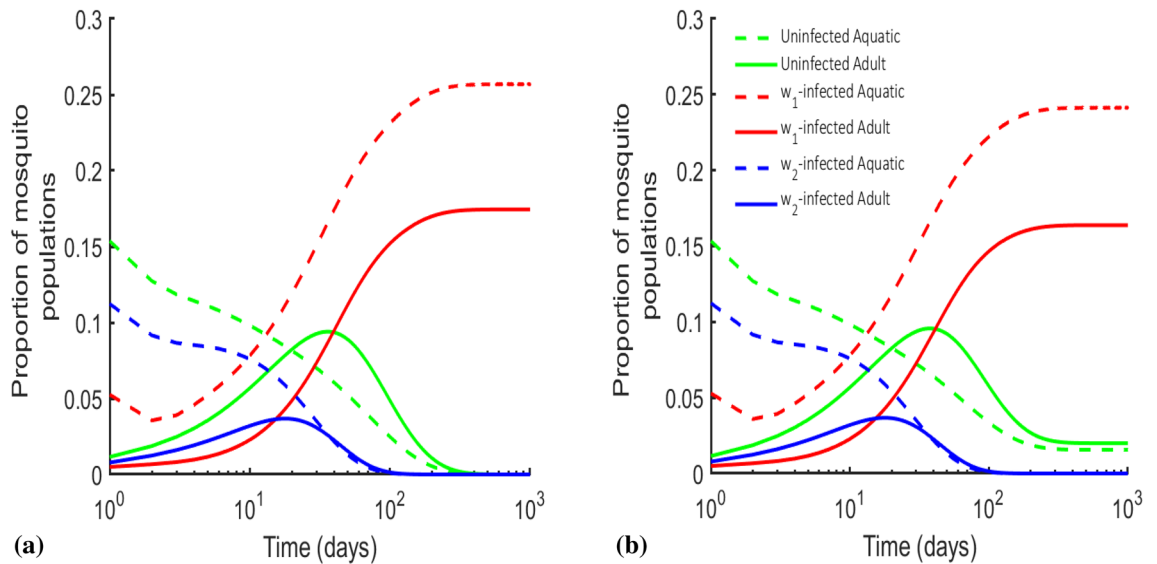 0.3
0.25
0.2
0.15
0.1
0.05
0
10^0
10^1
10^2
10^3
Proportion of mosquito
populations
Time (days)
(a)
0.3
0.25
0.2
0.15
0.1
0.05
0
10^0
10^1
10^2
10^3
Proportion of mosquito
populations
Time (days)
(b)
Uninfected Aquatic
Uninfected Adult
w_1-infected Aquatic
w_1-infected Adult
w_2-infected Aquatic
w_2-infected Adult